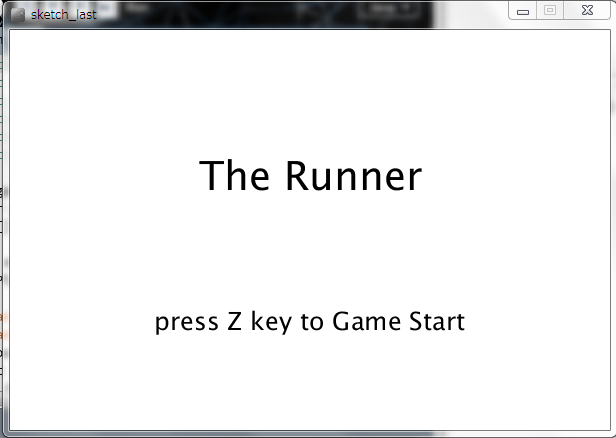 sketch_last
The Runner
press Z key to Game Start